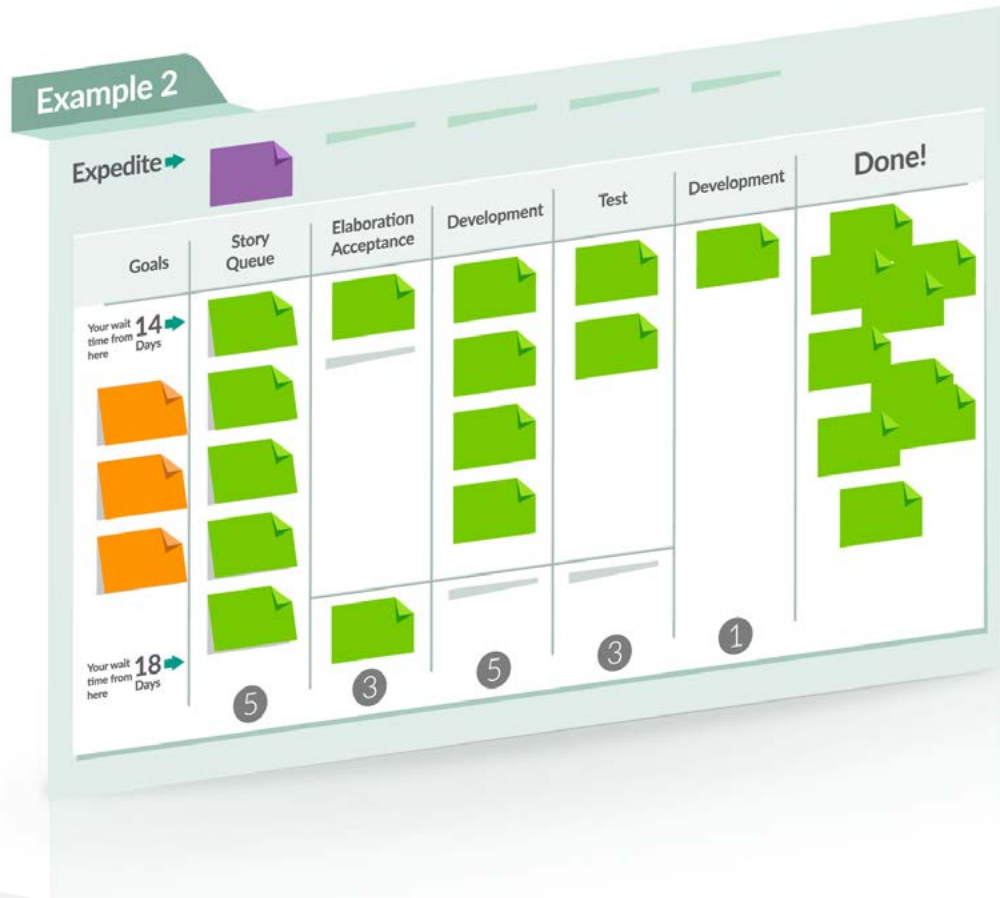 Example 2
Expedite
Goals
Story
Queue
Elaboration
Acceptance
Development
Test
Development
Done!
Your wait
time from
here
14
Days
Your wait
time from
here
18
Days
5
3
5
3
1